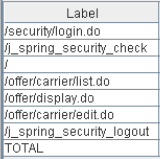 Label
/security/login.do
/j_spring_security_check
/
/offer/carrier/list.do
/offer/display.do
/offer/carrier/edit.do
/j_spring_security_logout
TOTAL